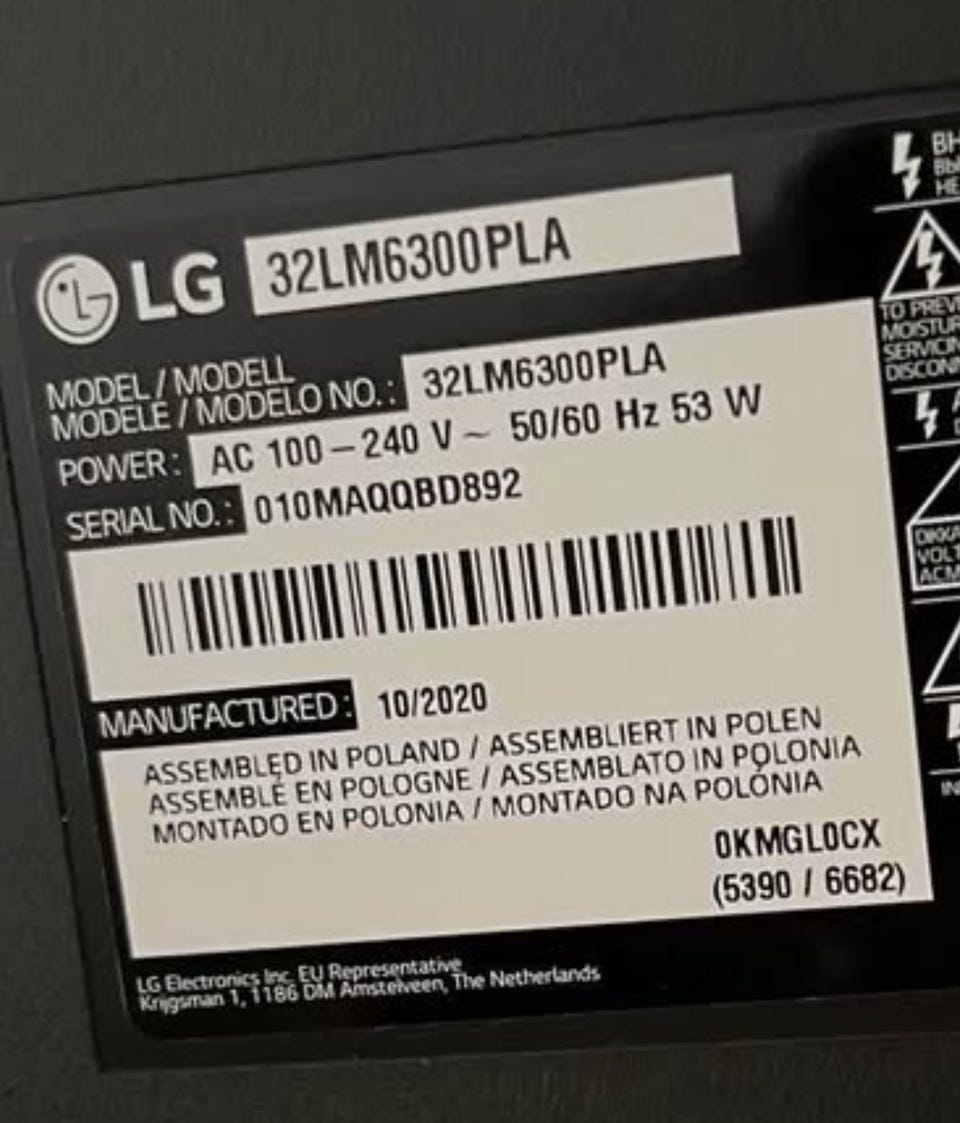 LG 32LM6300PLA
MODEL / MODELL
MODÈLE / MODELO NO. : 32LM6300PLA
POWER : AC 100 – 240 V ~ 50/60 Hz 53 W
SERIAL NO. : 010MAQQBD892
MANUFACTURED : 10/2020
ASSEMBLED IN POLAND / ASSEMBLIERT IN POLEN
ASSEMBLÉ EN POLOGNE / ASSEMBLATO IN POLONIA
MONTADO EN POLONIA / MONTADO NA POLÓNIA
0KMGL0CX
(5390 / 6682)
LG Electronics Inc. EU Representative
Krijgsman 1, 1186 DM Amstelveen, The Netherlands
TO